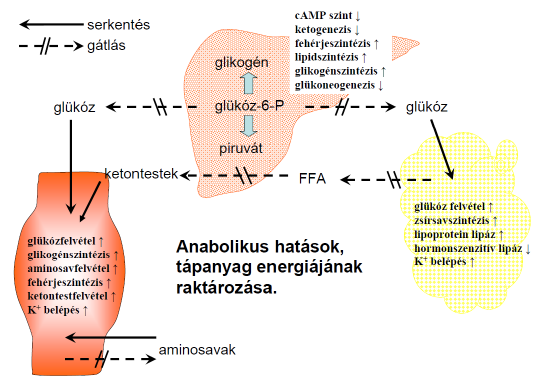 serkentés
gátlás
cAMP szint ↓
ketogenezis ↓
fehérjeszintézis ↑
lipidszintézis ↑
glikogénszintézis ↑
glükoneogenezis ↓
glikogén
glükóz
glükóz-6-P
glükóz
piruvát
ketontestek
FFA
glükóz felvétel ↑
zsírsavszintézis ↑
lipoprotein lipáz ↑
hormonszenzitív lipáz ↓
K⁺ belépés ↑
glükózfelvétel ↑
glikogénszintézis ↑
aminosavfelvétel ↑
fehérjeszintézis ↑
ketontestfelvétel ↑
K⁺ belépés ↑
Anabolikus hatások,
tápanyag energiájának
raktározása.
aminosavak